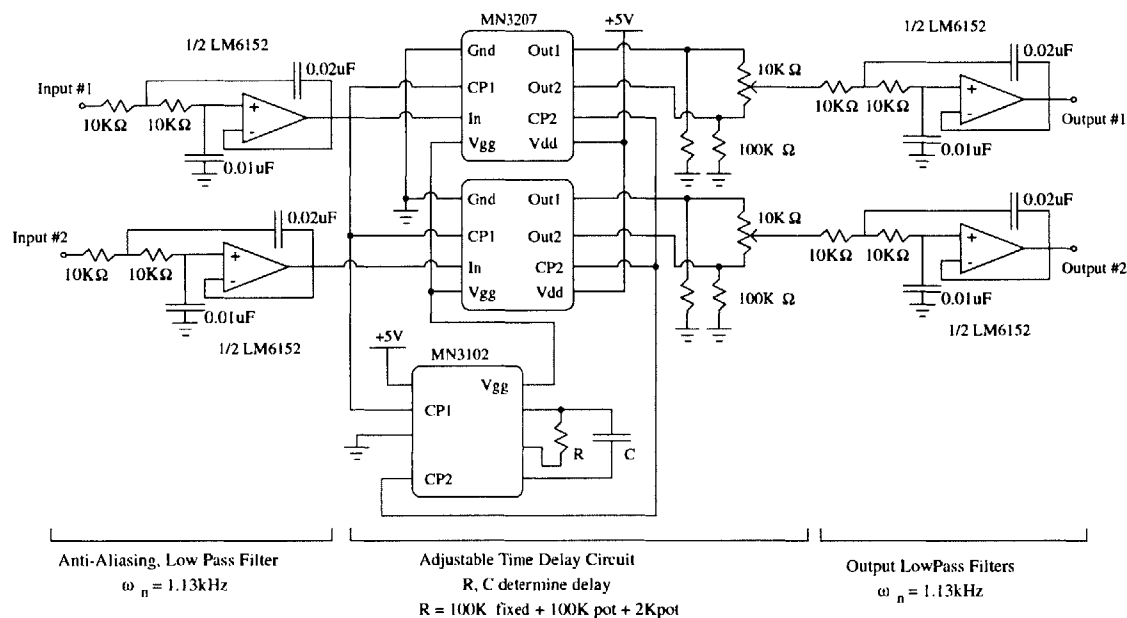 MN3207
+5V
1/2 LM6152
1/2 LM6152
0.02uF
0.02uF
Gnd
Out1
Input #1
CP1
Out2
10K Ω
+
-
+
-
In
CP2
10KΩ
10KΩ
10KΩ
10KΩ
Output #1
Vgg
Vdd
100K Ω
0.01uF
0.01uF
Gnd
Out1
0.02uF
0.02uF
Input #2
CP1
Out2
10K Ω
+
-
+
-
In
CP2
10KΩ
10KΩ
10KΩ
10KΩ
Output #2
Vgg
Vdd
100K Ω
0.01uF
0.01uF
1/2 LM6152
1/2 LM6152
+5V
MN3102
Vgg
CP1
R
C
CP2
Anti-Aliasing, Low Pass Filter
ω n = 1.13kHz
Adjustable Time Delay Circuit
R, C determine delay
R = 100K fixed + 100K pot + 2Kpot
Output LowPass Filters
ω n = 1.13kHz